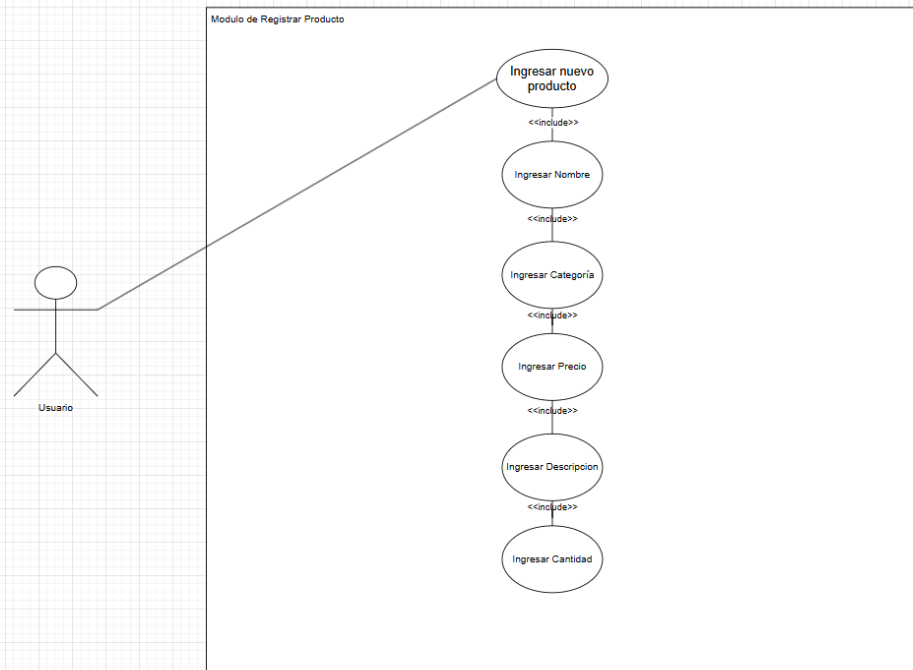 Modulo de Registrar Producto
Ingresar nuevo
producto
<<include>>
Ingresar Nombre
<<include>>
Ingresar Categoría
<<include>>
Ingresar Precio
<<include>>
Ingresar Descripcion
<<include>>
Ingresar Cantidad
Usuario